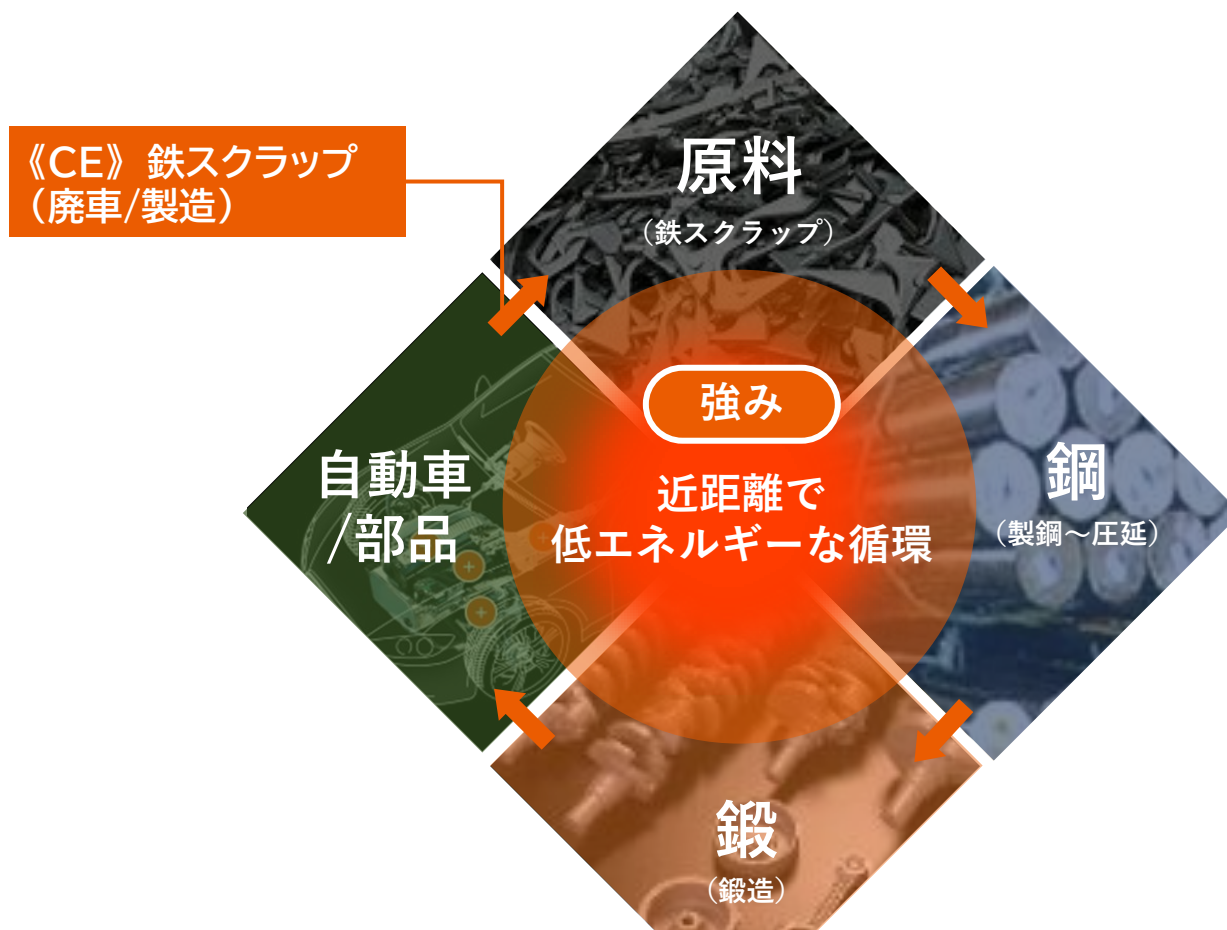 《CE》 鉄スクラップ
（廃車/製造）
原料
（鉄スクラップ）
強み
近距離で
低エネルギーな循環
自動車
/部品
鋼
（製鋼～圧延）
鍛
（鍛造）